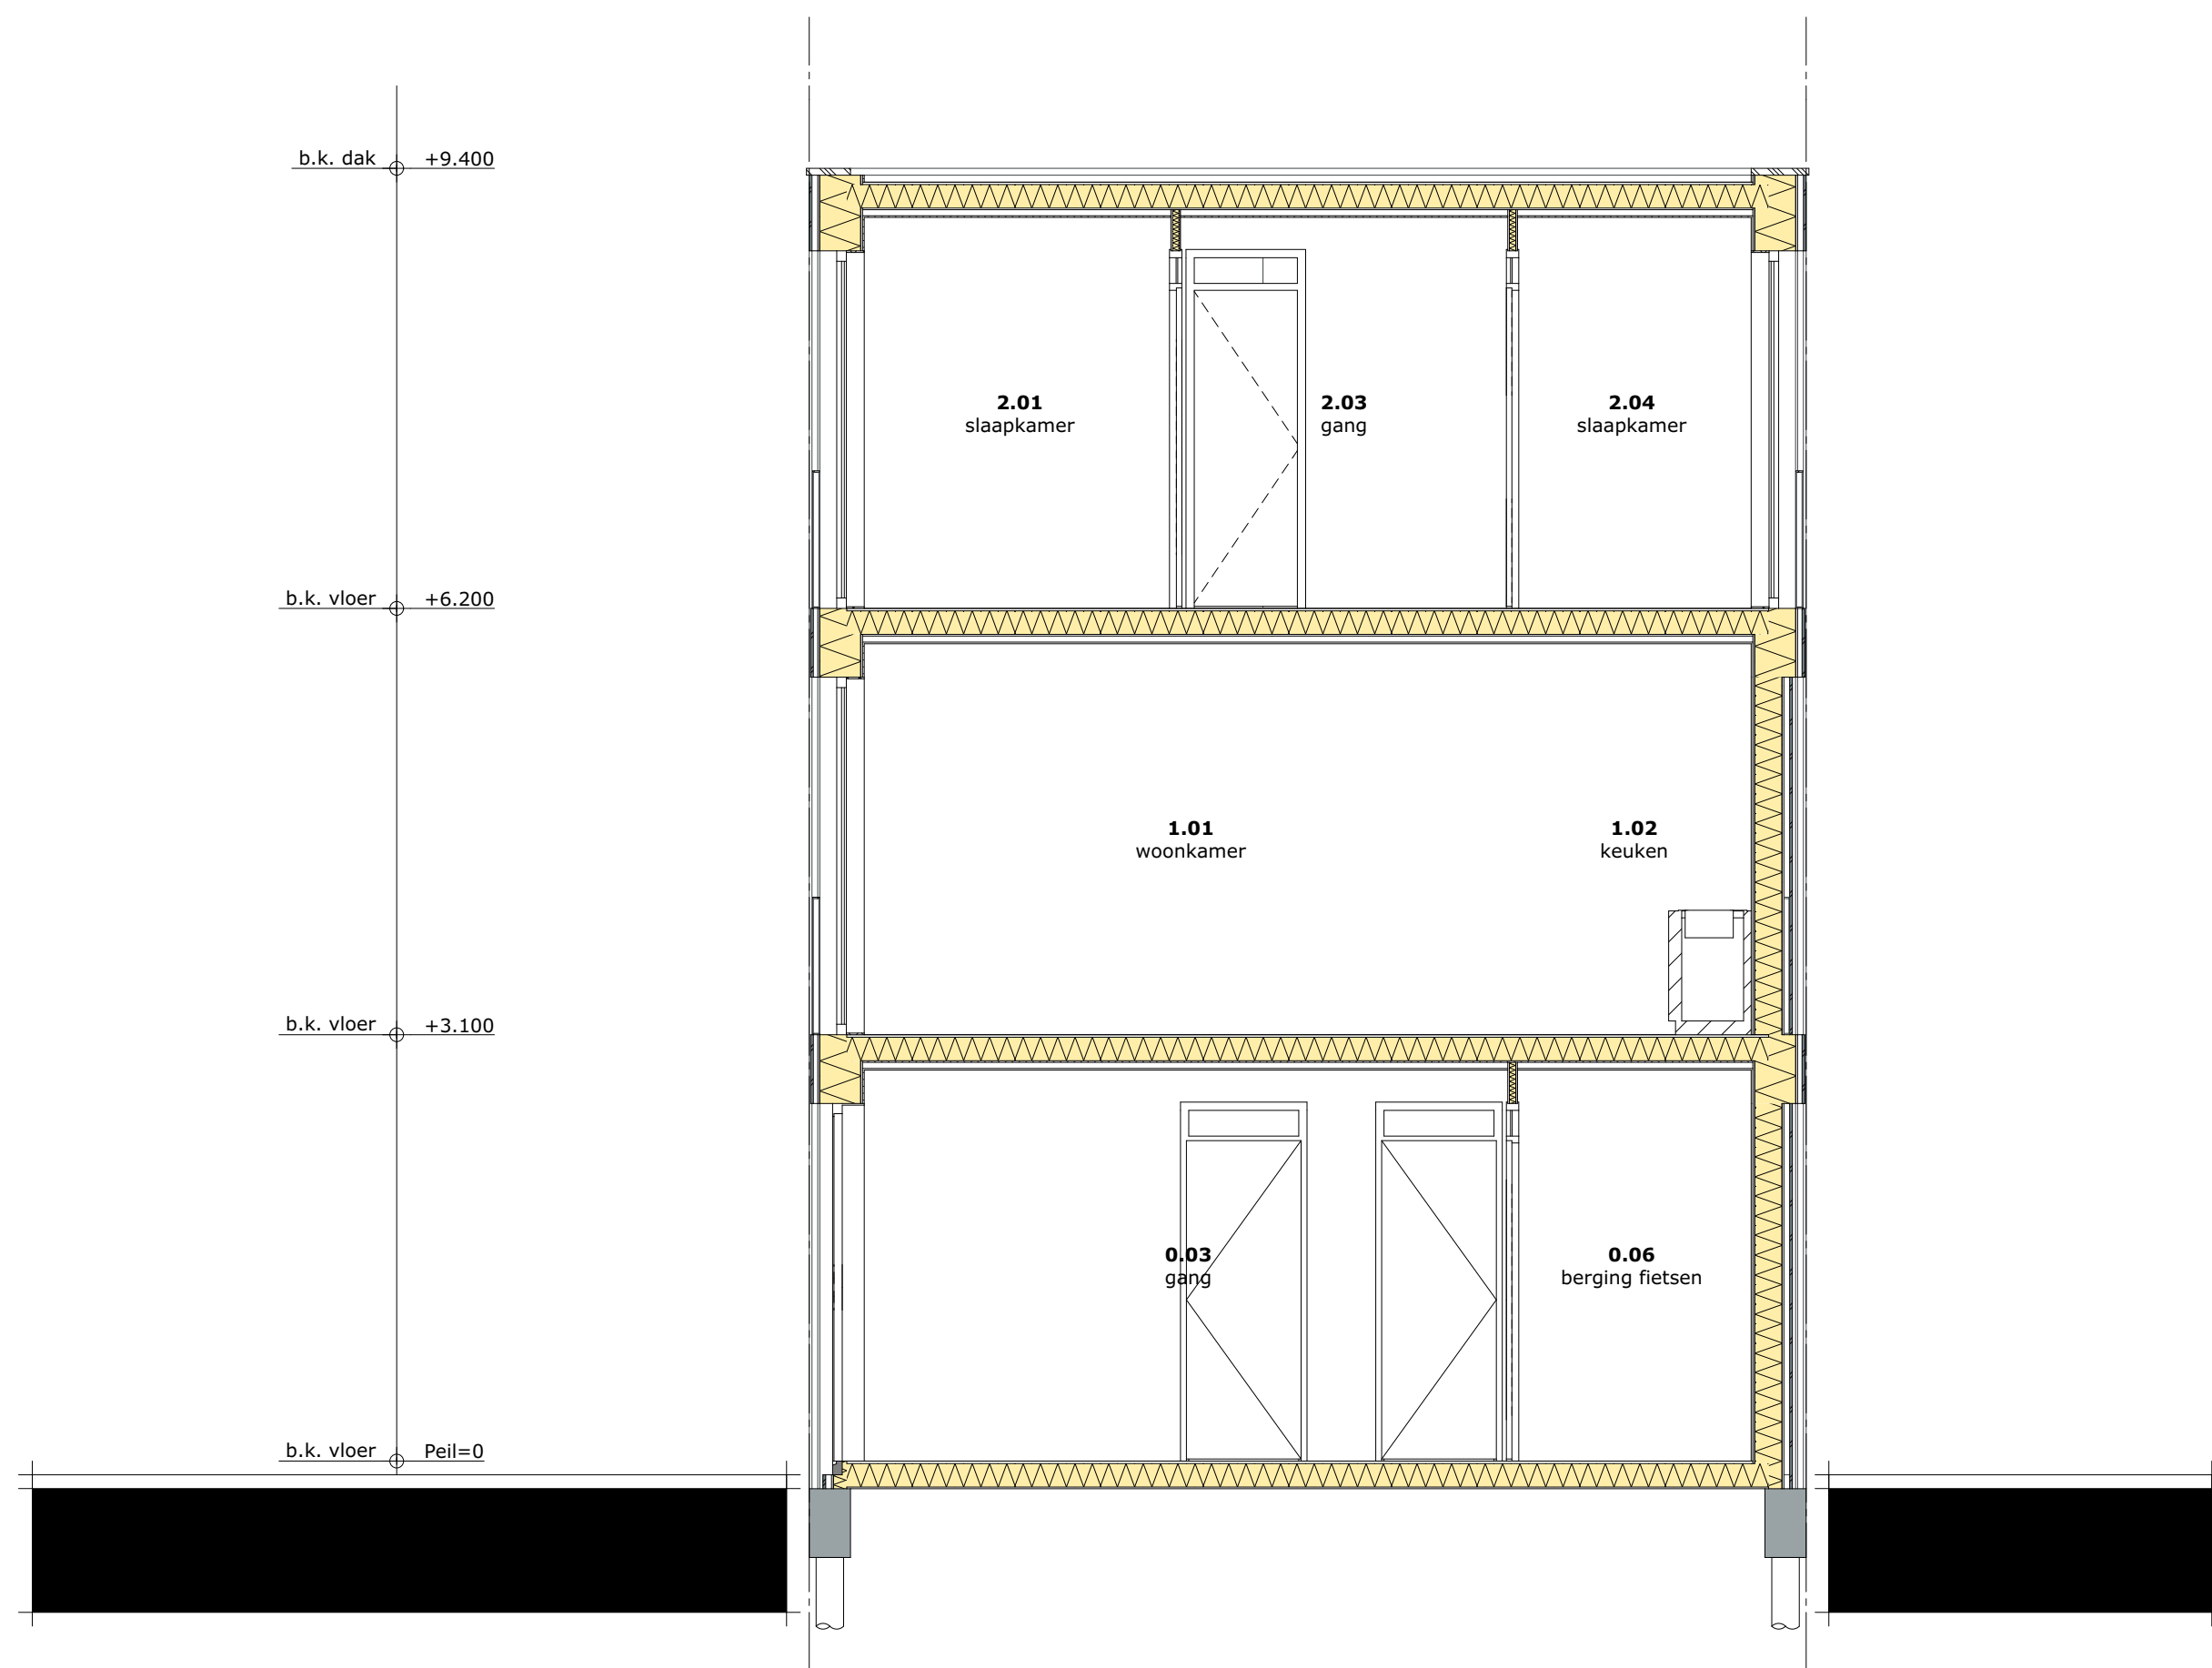 b.k. dak +9.400
2.01
slaapkamer
2.03
gang
2.04
slaapkamer
b.k. vloer +6.200
1.01
woonkamer
1.02
keuken
b.k. vloer +3.100
0.03
gang
0.06
berging fietsen
b.k. vloer Peil=0